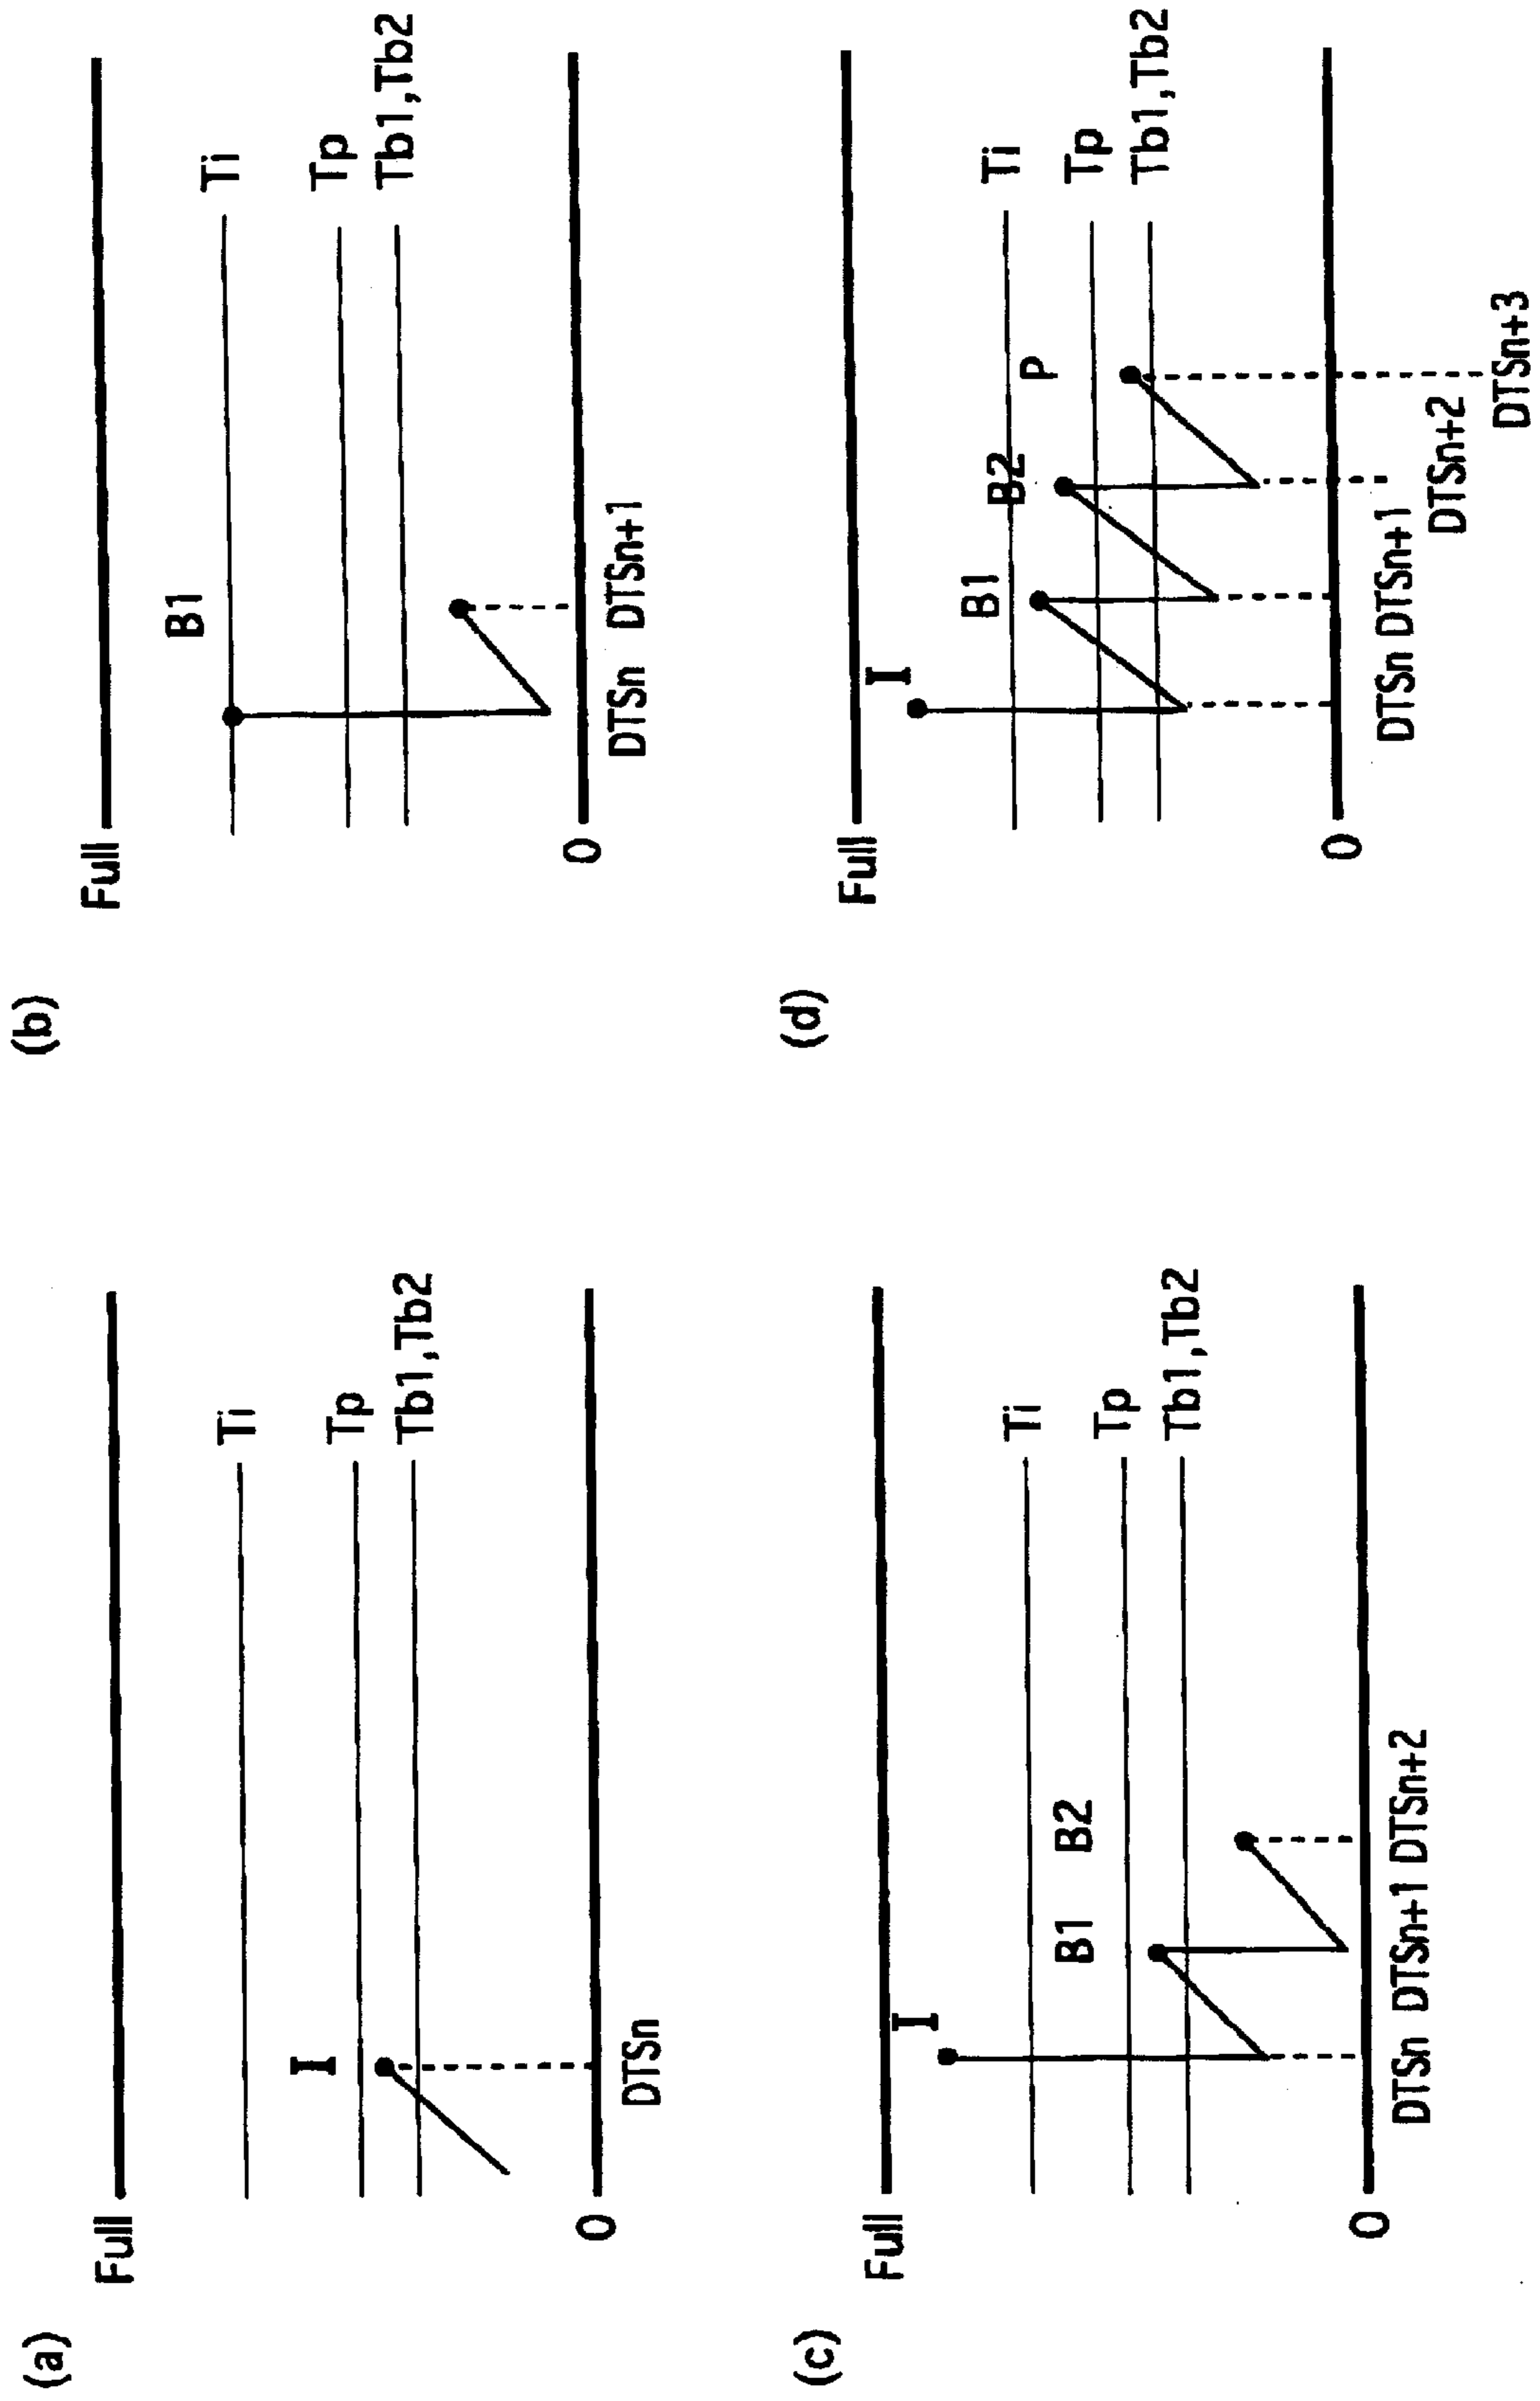 (a)
Full
Ti
Tp
Tb1,Tb2
I
0
DTSn
(b)
Full
Ti
Tp
Tb1,Tb2
B1
0
DTSn DTSn+1
(c)
Full
I
Ti
Tp
Tb1,Tb2
B1 B2
0
DTSn DTSn+1 DTSn+2
(d)
Full
I
Ti
Tp
Tb1,Tb2
B1
B2
P
0
DTSn DTSn+1
DTSn+2
DTSn+3